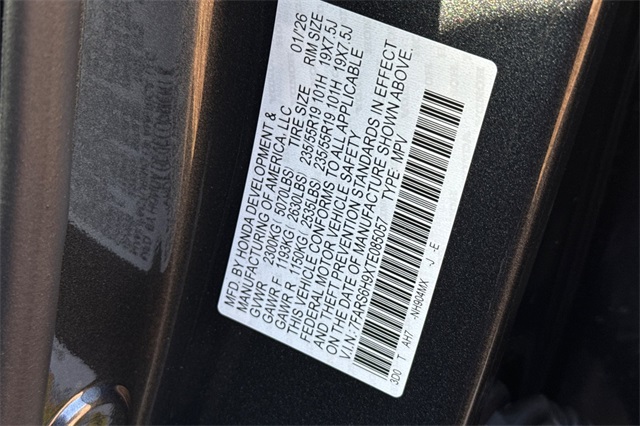 MFD. BY HONDA DEVELOPMENT &
MANUFACTURING OF AMERICA, LLC 01/26
GVWR 2300KG (5070LBS) TIRE SIZE RIM SIZE
GAWR F 1193KG (2630LBS) 235/55R19 101H 19X7.5J
GAWR R 1150KG (2535LBS) 235/55R19 101H 19X7.5J
THIS VEHICLE CONFORMS TO ALL APPLICABLE
FEDERAL MOTOR VEHICLE SAFETY
AND THEFT PREVENTION STANDARDS IN EFFECT
ON THE DATE OF MANUFACTURE SHOWN ABOVE.
V.I.N.: 7FARS6H9XTE08505 TYPE: MPV
3D0 T AH7 -NH904MX -J -E